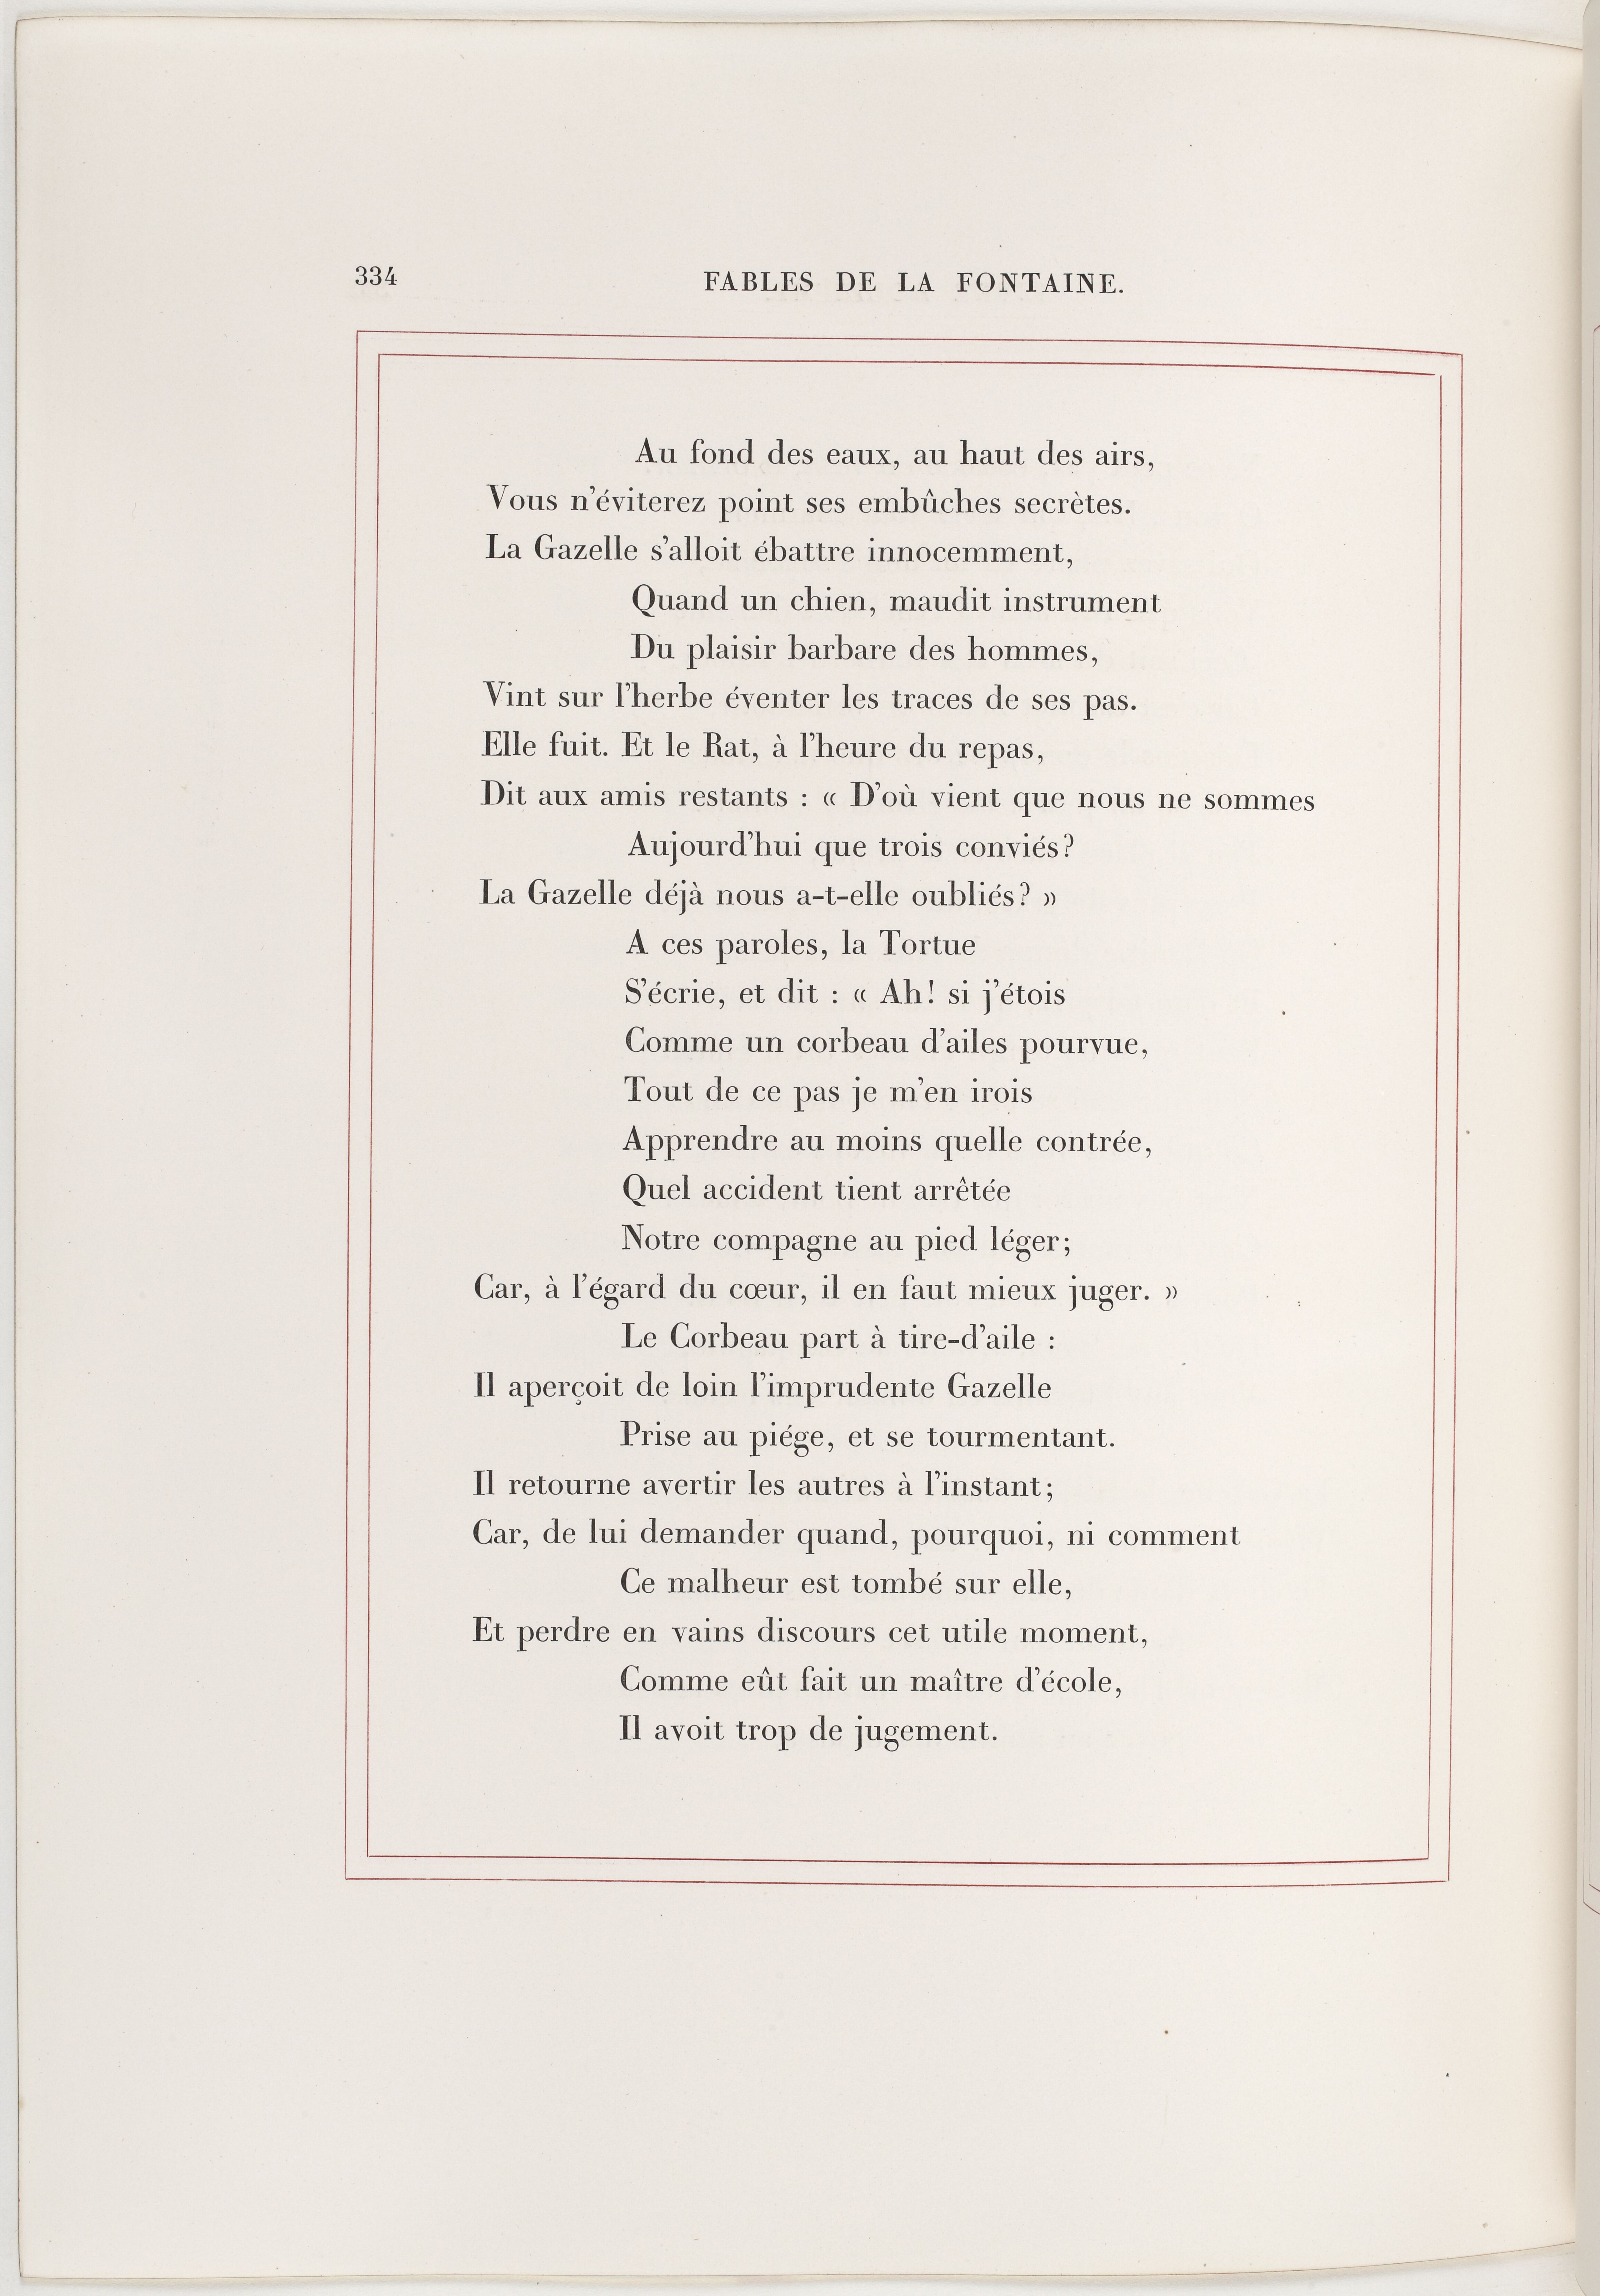 334
FABLES DE LA FONTAINE.
Au fond des eaux, au haut des airs,
Vous n'éviterez point ses embûches secrètes.
La Gazelle s'alloit ébattre innocemment,
Quand un chien, maudit instrument
Du plaisir barbare des hommes,
Vint sur l'herbe éventer les traces de ses pas.
Elle fuit. Et le Rat, à l'heure du repas,
Dit aux amis restants : « D'où vient que nous ne sommes
Aujourd'hui que trois conviés?
La Gazelle déjà nous a-t-elle oubliés? »
A ces paroles, la Tortue
S'écrie, et dit : « Ah! si j'étois
Comme un corbeau d'ailes pourvue,
Tout de ce pas je m'en irois
Apprendre au moins quelle contrée,
Quel accident tient arrêtée
Notre compagne au pied léger;
Car, à l'égard du cœur, il en faut mieux juger. »
Le Corbeau part à tire-d'aile :
Il aperçoit de loin l'imprudente Gazelle
Prise au piége, et se tourmentant.
Il retourne avertir les autres à l'instant;
Car, de lui demander quand, pourquoi, ni comment
Ce malheur est tombé sur elle,
Et perdre en vains discours cet utile moment,
Comme eût fait un maître d'école,
Il avoit trop de jugement.